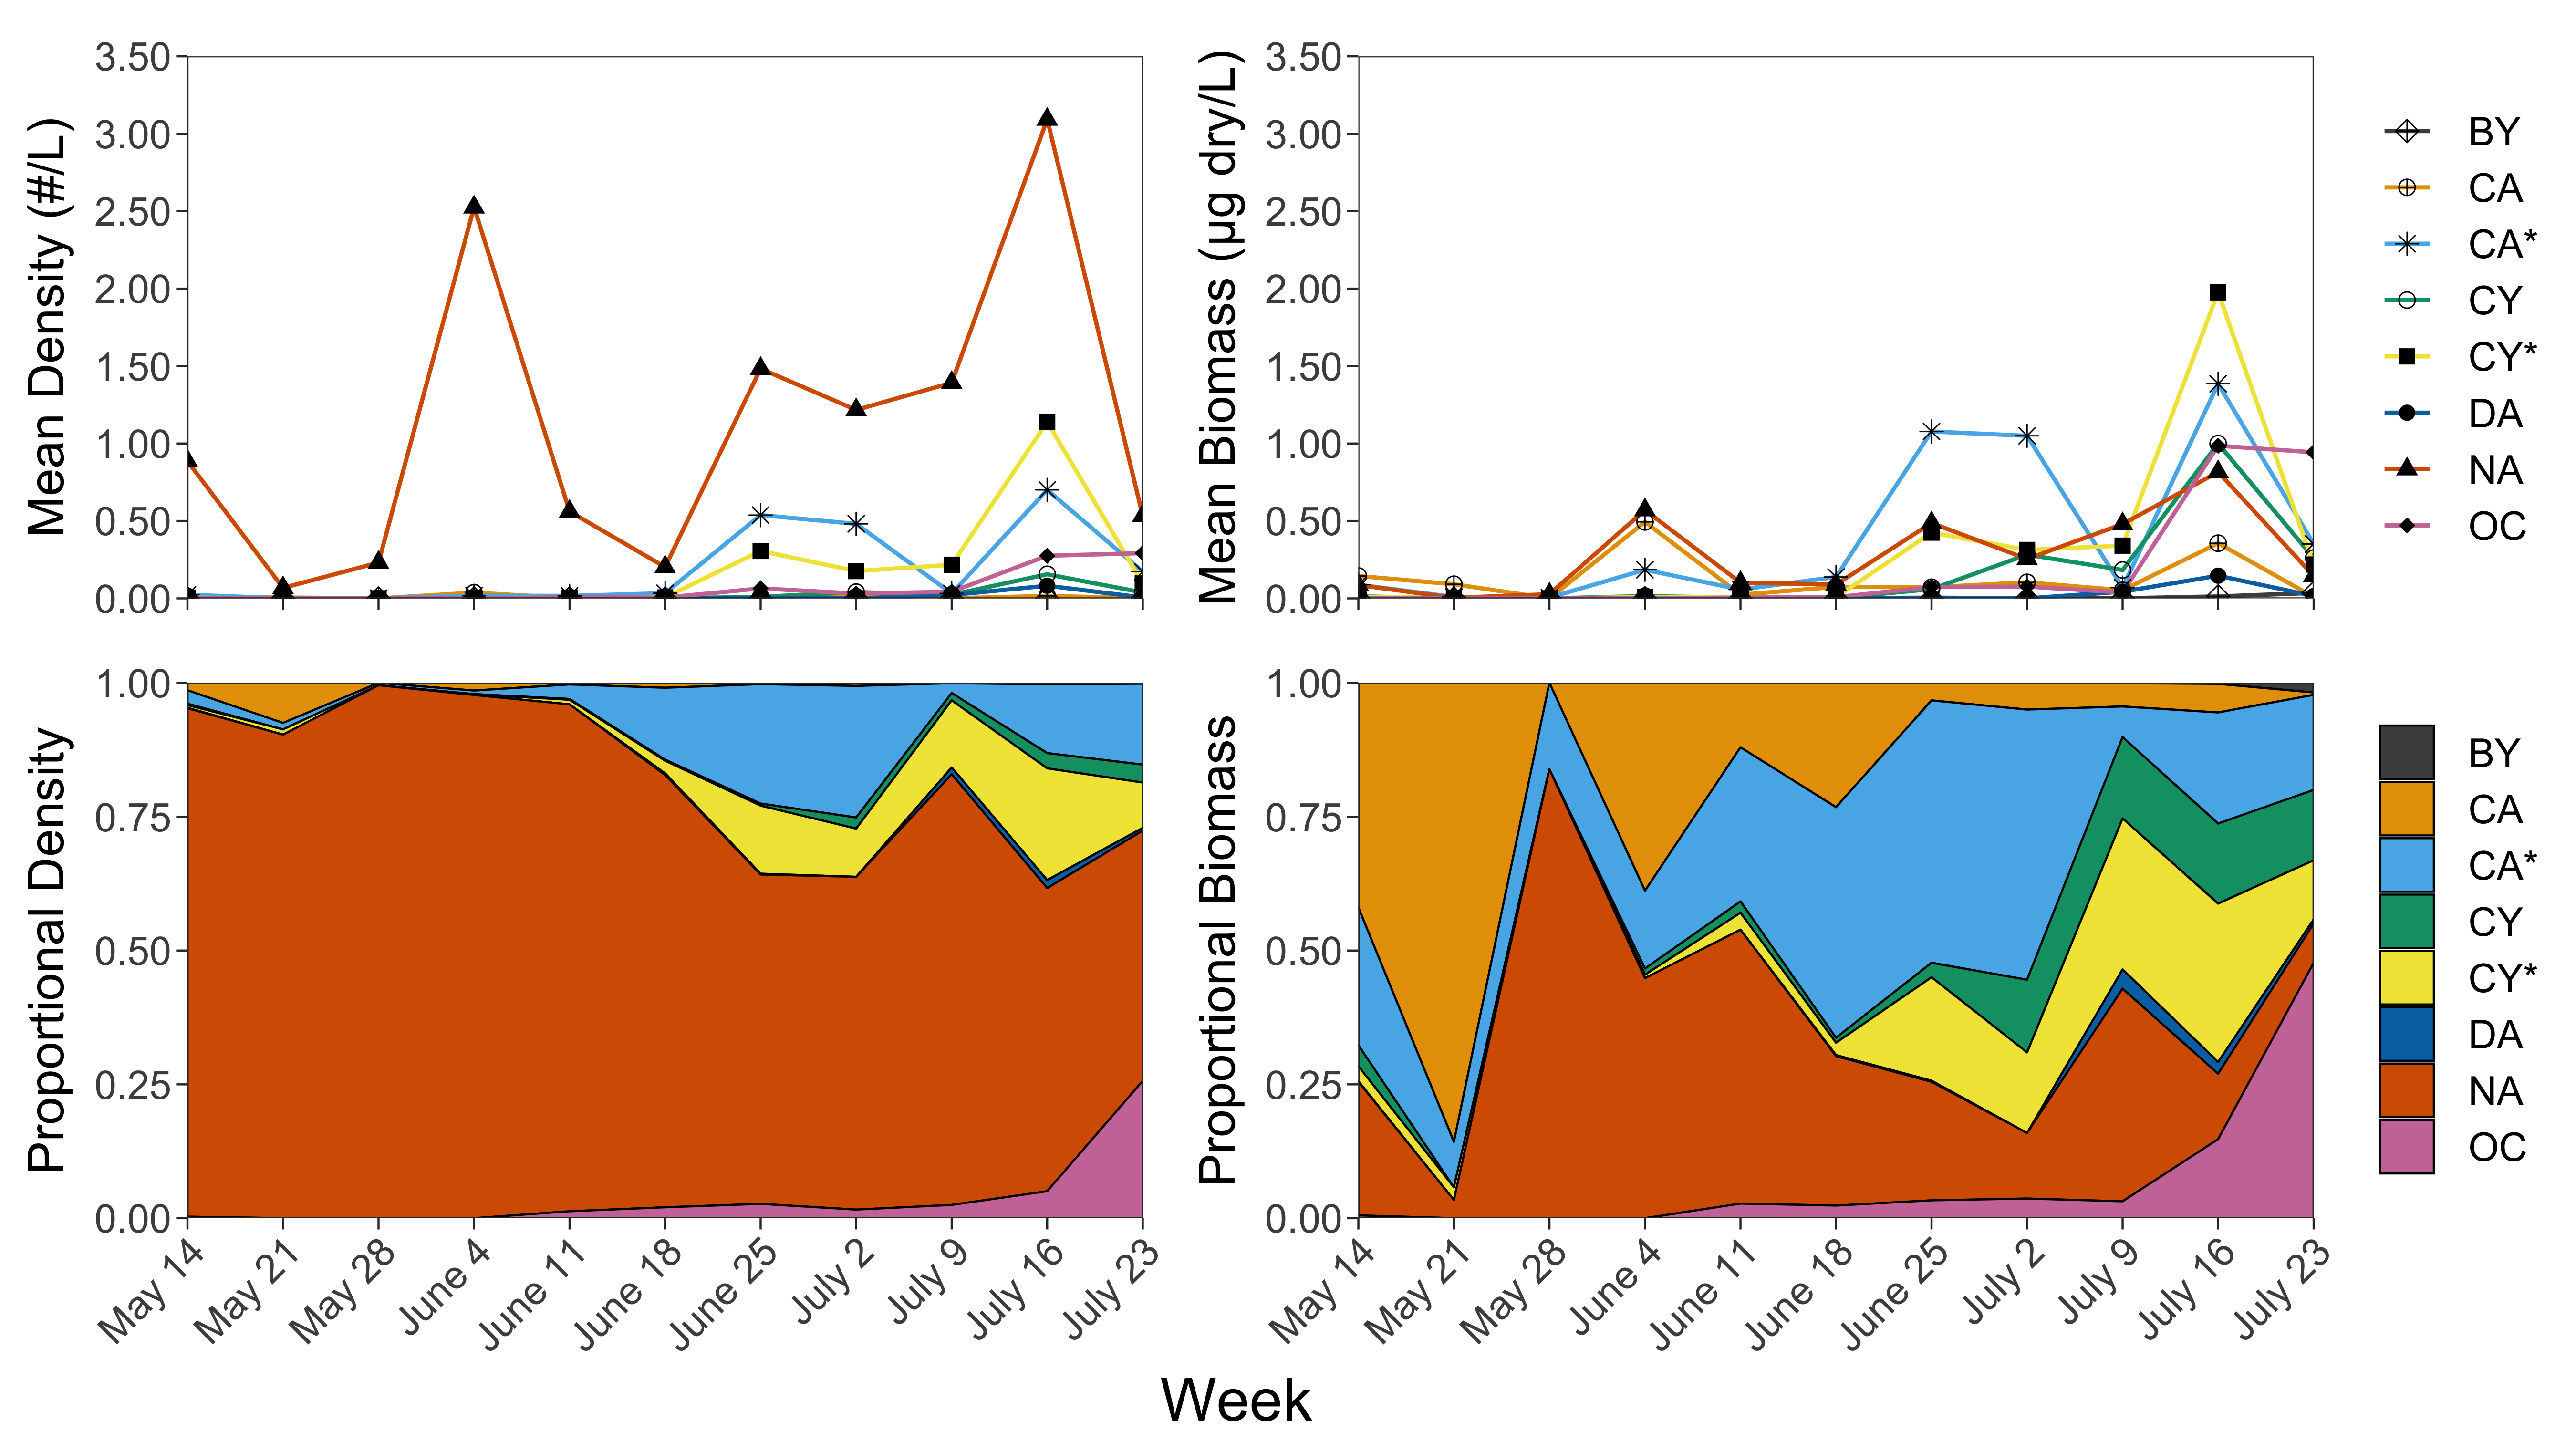 Mean Density (#/L)
3.50
3.00
2.50
2.00
1.50
1.00
0.50
0.00
Mean Biomass (μg dry/L)
3.50
3.00
2.50
2.00
1.50
1.00
0.50
0.00
BY
CA
CA*
CY
CY*
DA
NA
OC
Proportional Density
1.00
0.75
0.50
0.25
0.00
May 14
May 21
May 28
June 4
June 11
June 18
June 25
July 2
July 9
July 16
July 23
Proportional Biomass
1.00
0.75
0.50
0.25
0.00
May 14
May 21
May 28
June 4
June 11
June 18
June 25
July 2
July 9
July 16
July 23
BY
CA
CA*
CY
CY*
DA
NA
OC
Week